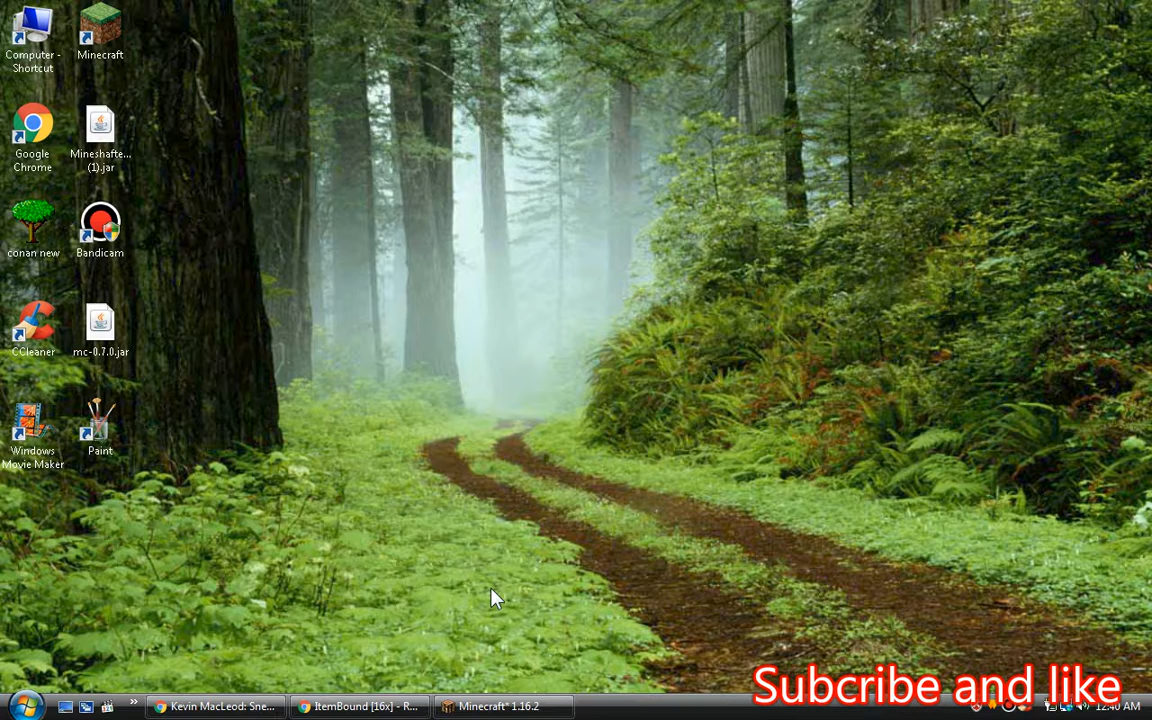 Computer -
Shortcut
Minecraft
Google
Chrome
Mineshafte...
(1).jar
conan new
Bandicam
CCleaner
mc-0.7.0.jar
Windows
Movie Maker
Paint
Subcribe and like
Kevin MacLeod: Sne...
ItemBound [16x] - R...
Minecraft* 1.16.2
12:40 AM